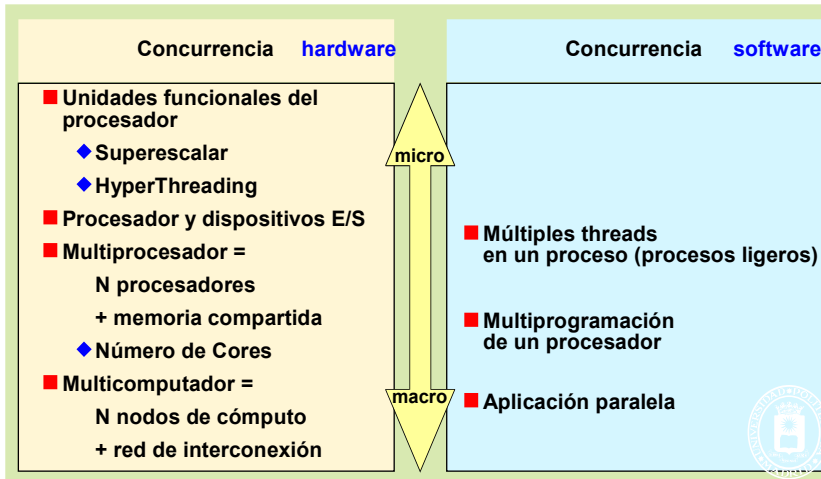 Concurrencia hardware
Unidades funcionales del
procesador
Superescalar
HyperThreading
Procesador y dispositivos E/S
Multiprocesador =
N procesadores
+ memoria compartida
Número de Cores
Multicomputador =
N nodos de cómputo
+ red de interconexión
micro
macro
Concurrencia software
Múltiples threads
en un proceso (procesos ligeros)
Multiprogramación
de un procesador
Aplicación paralela